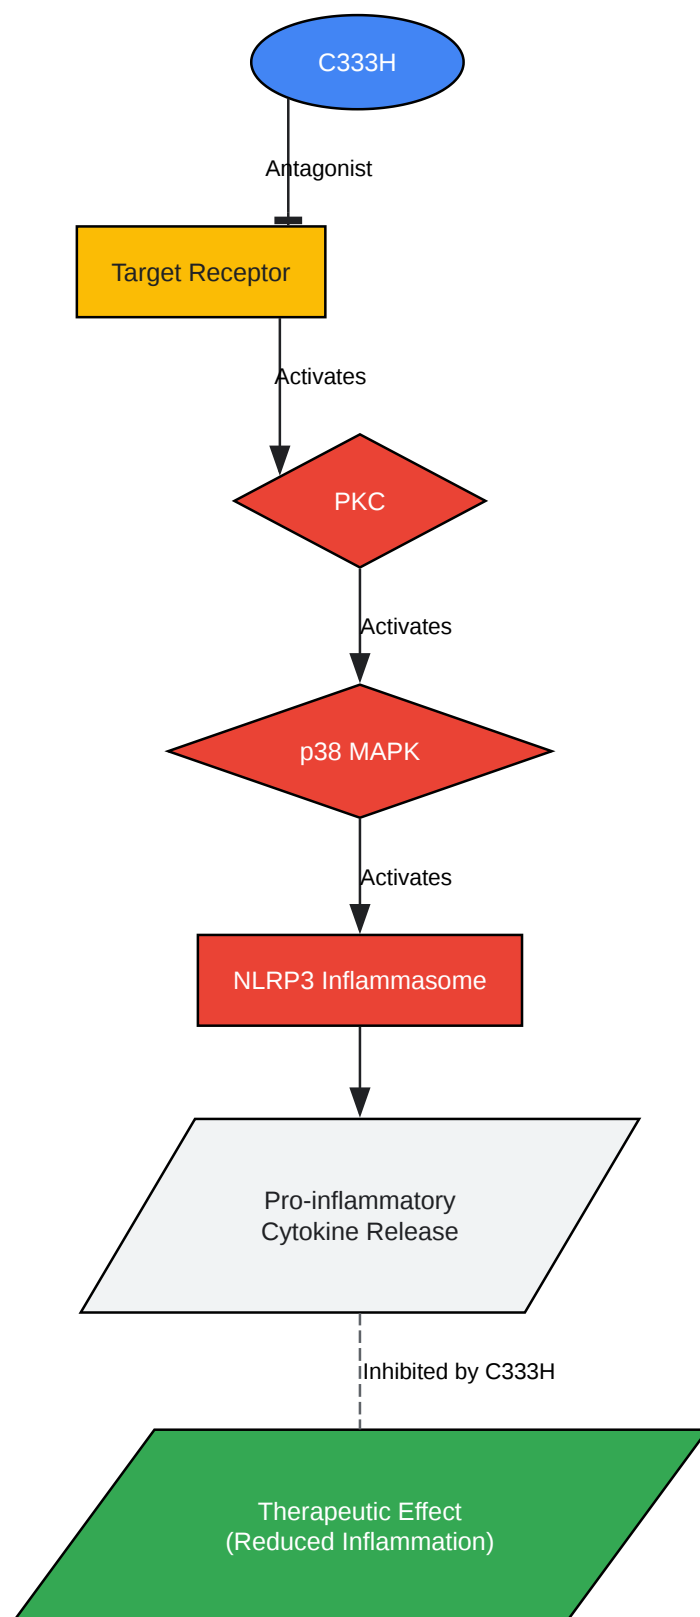 C333H
Antagonist
Target Receptor
Activates
PKC
Activates
p38 MAPK
Activates
NLRP3 Inflammasome
Pro-inflammatory
Cytokine Release
Inhibited by C333H
Therapeutic Effect
(Reduced Inflammation)